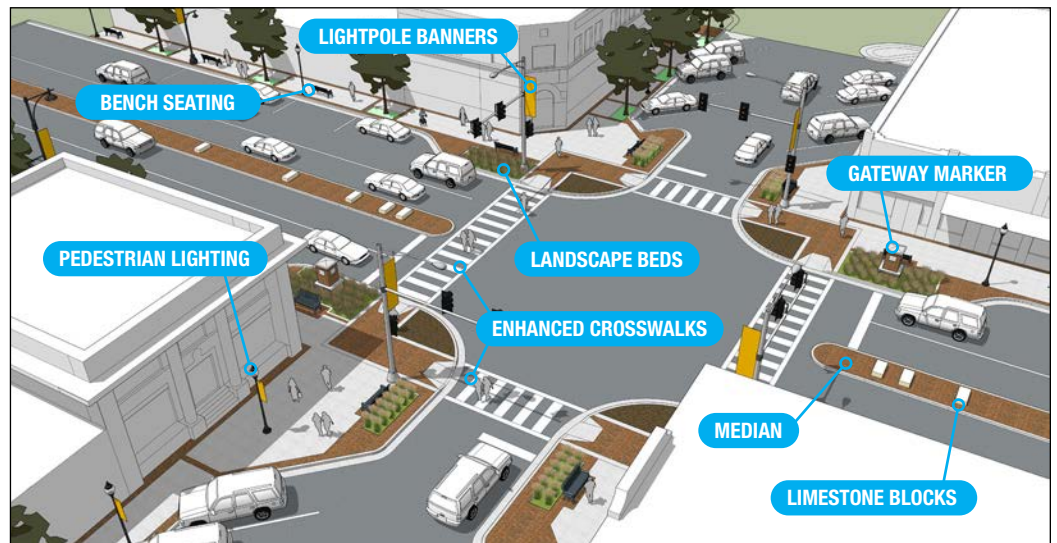 LIGHTPOLE BANNERS
BENCH SEATING
GATEWAY MARKER
PEDESTRIAN LIGHTING
LANDSCAPE BEDS
ENHANCED CROSSWALKS
MEDIAN
LIMESTONE BLOCKS